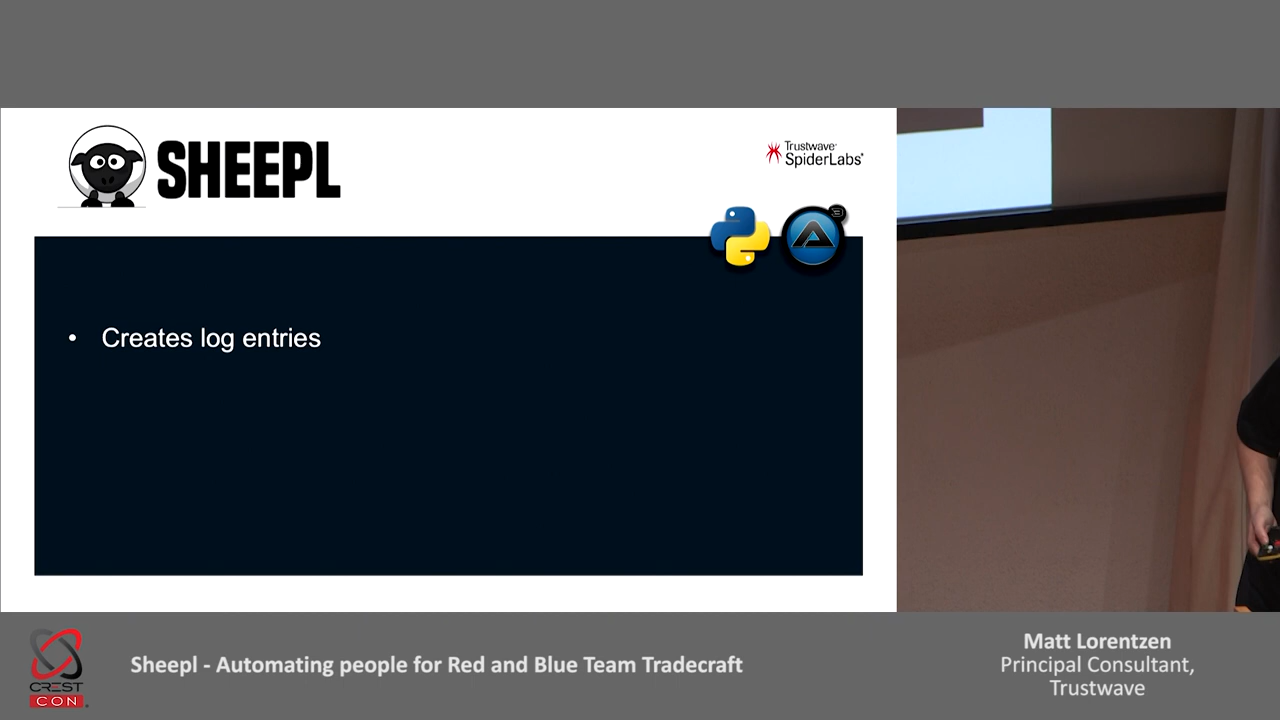 SHEEPL
Trustwave
SpiderLabs
• Creates log entries
CREST
CON
Sheepl - Automating people for Red and Blue Team Tradecraft
Matt Lorentzen
Principal Consultant,
Trustwave